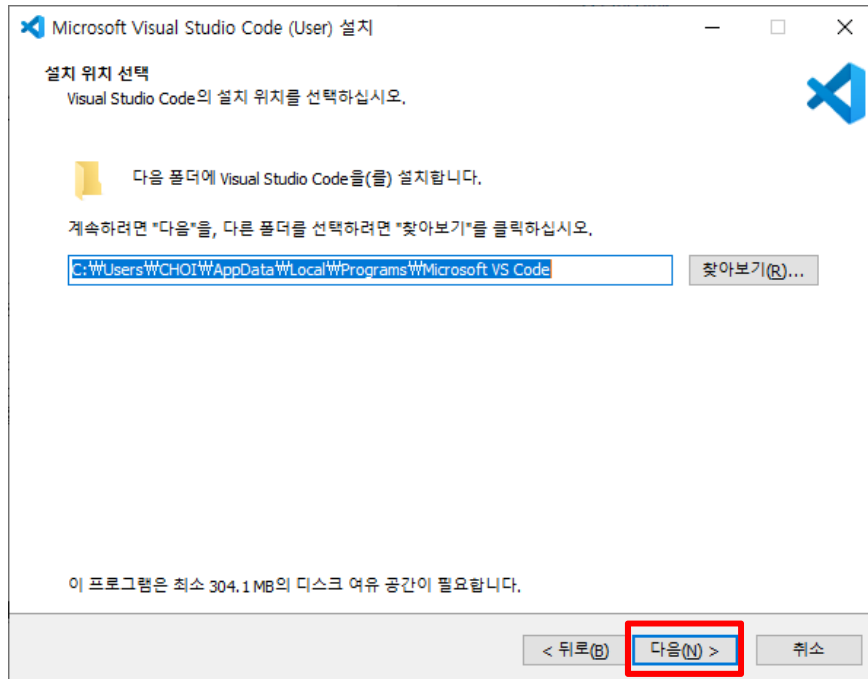 Microsoft Visual Studio Code (User) 설치
설치 위치 선택
Visual Studio Code의 설치 위치를 선택하십시오.
다음 폴더에 Visual Studio Code을(를) 설치합니다.
계속하려면 "다음"을, 다른 폴더를 선택하려면 "찾아보기"를 클릭하십시오.
C:₩Users₩CHOI₩AppData₩Local₩Programs₩Microsoft VS Code
찾아보기(R)...
이 프로그램은 최소 304.1 MB의 디스크 여유 공간이 필요합니다.
< 뒤로(B)
다음(N) >
취소